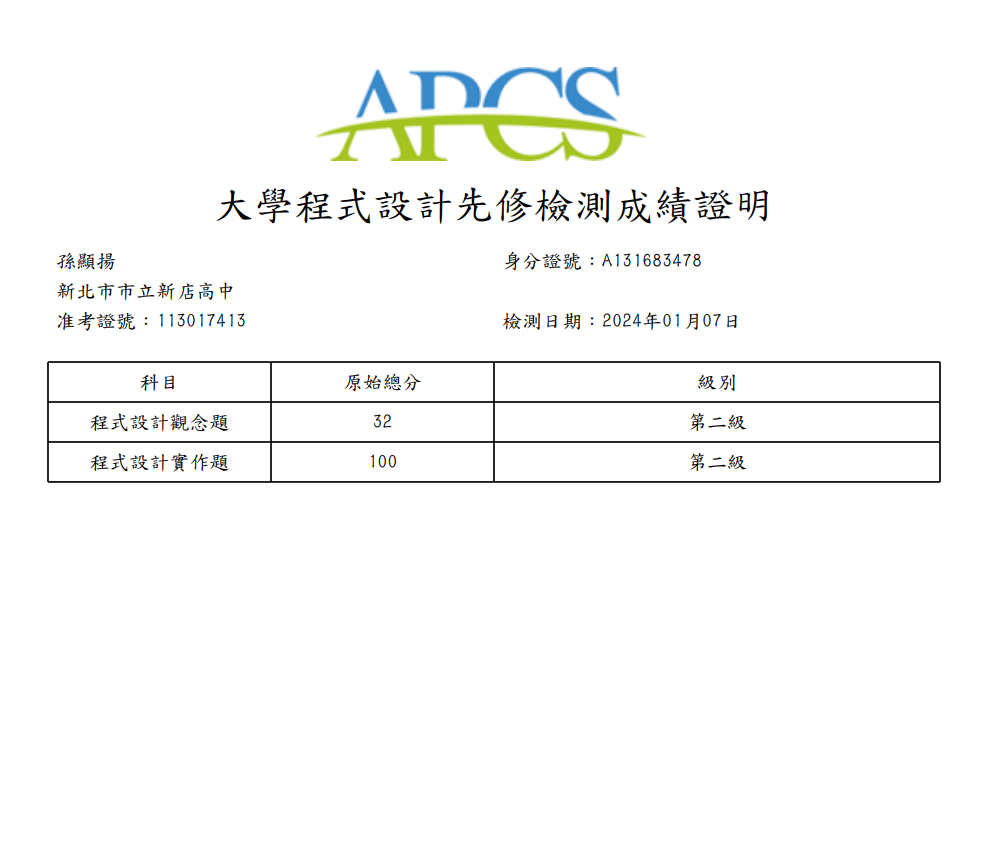 APCS
大學程式設計先修檢測成績證明
孫顯揚 身分證號：A131683478
新北市市立新店高中
准考證號：113017413 檢測日期：2024年01月07日
科目 原始總分 級別
程式設計觀念題 32 第二級
程式設計實作題 100 第二級